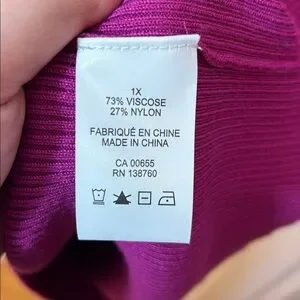 1X
73% VISCOSE
27% NYLON
FABRIQUÉ EN CHINE
MADE IN CHINA
CA 00655
RN 138760